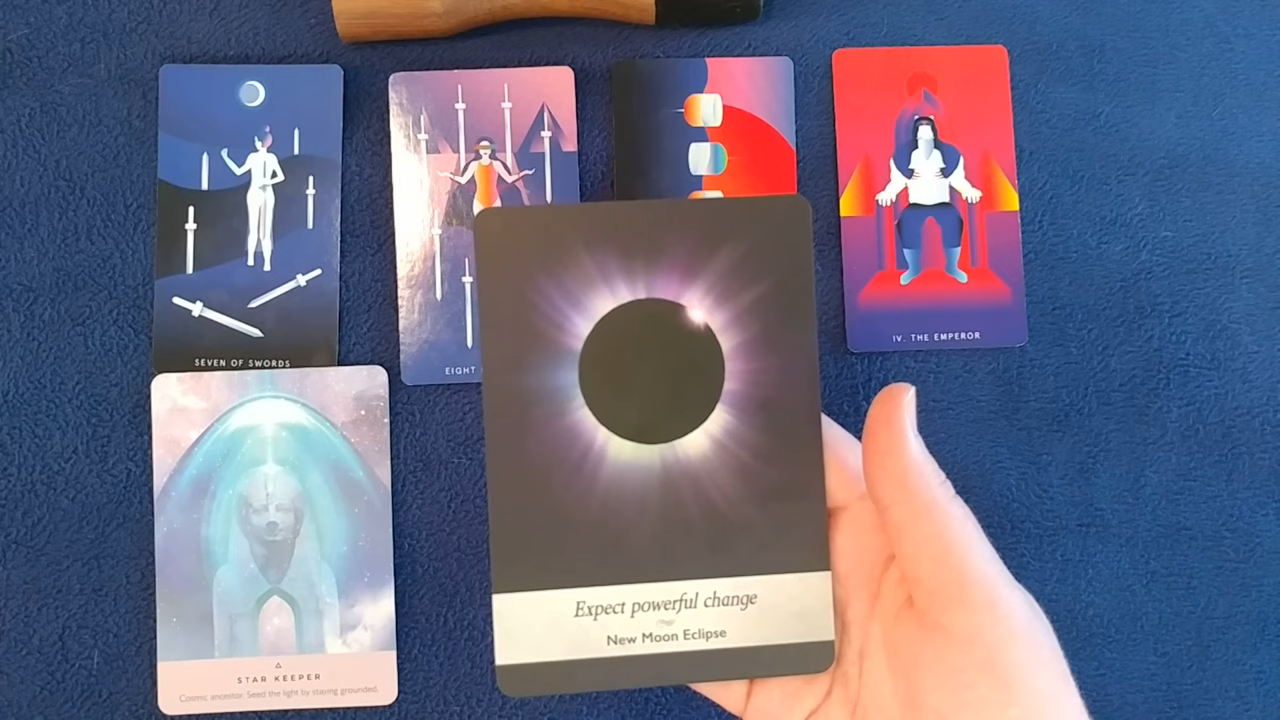 SEVEN OF SWORDS
EIGHT
IV. THE EMPEROR
Expect powerful change
New Moon Eclipse
STAR KEEPER
Cosmic ancestor. Seed the light by staying grounded.